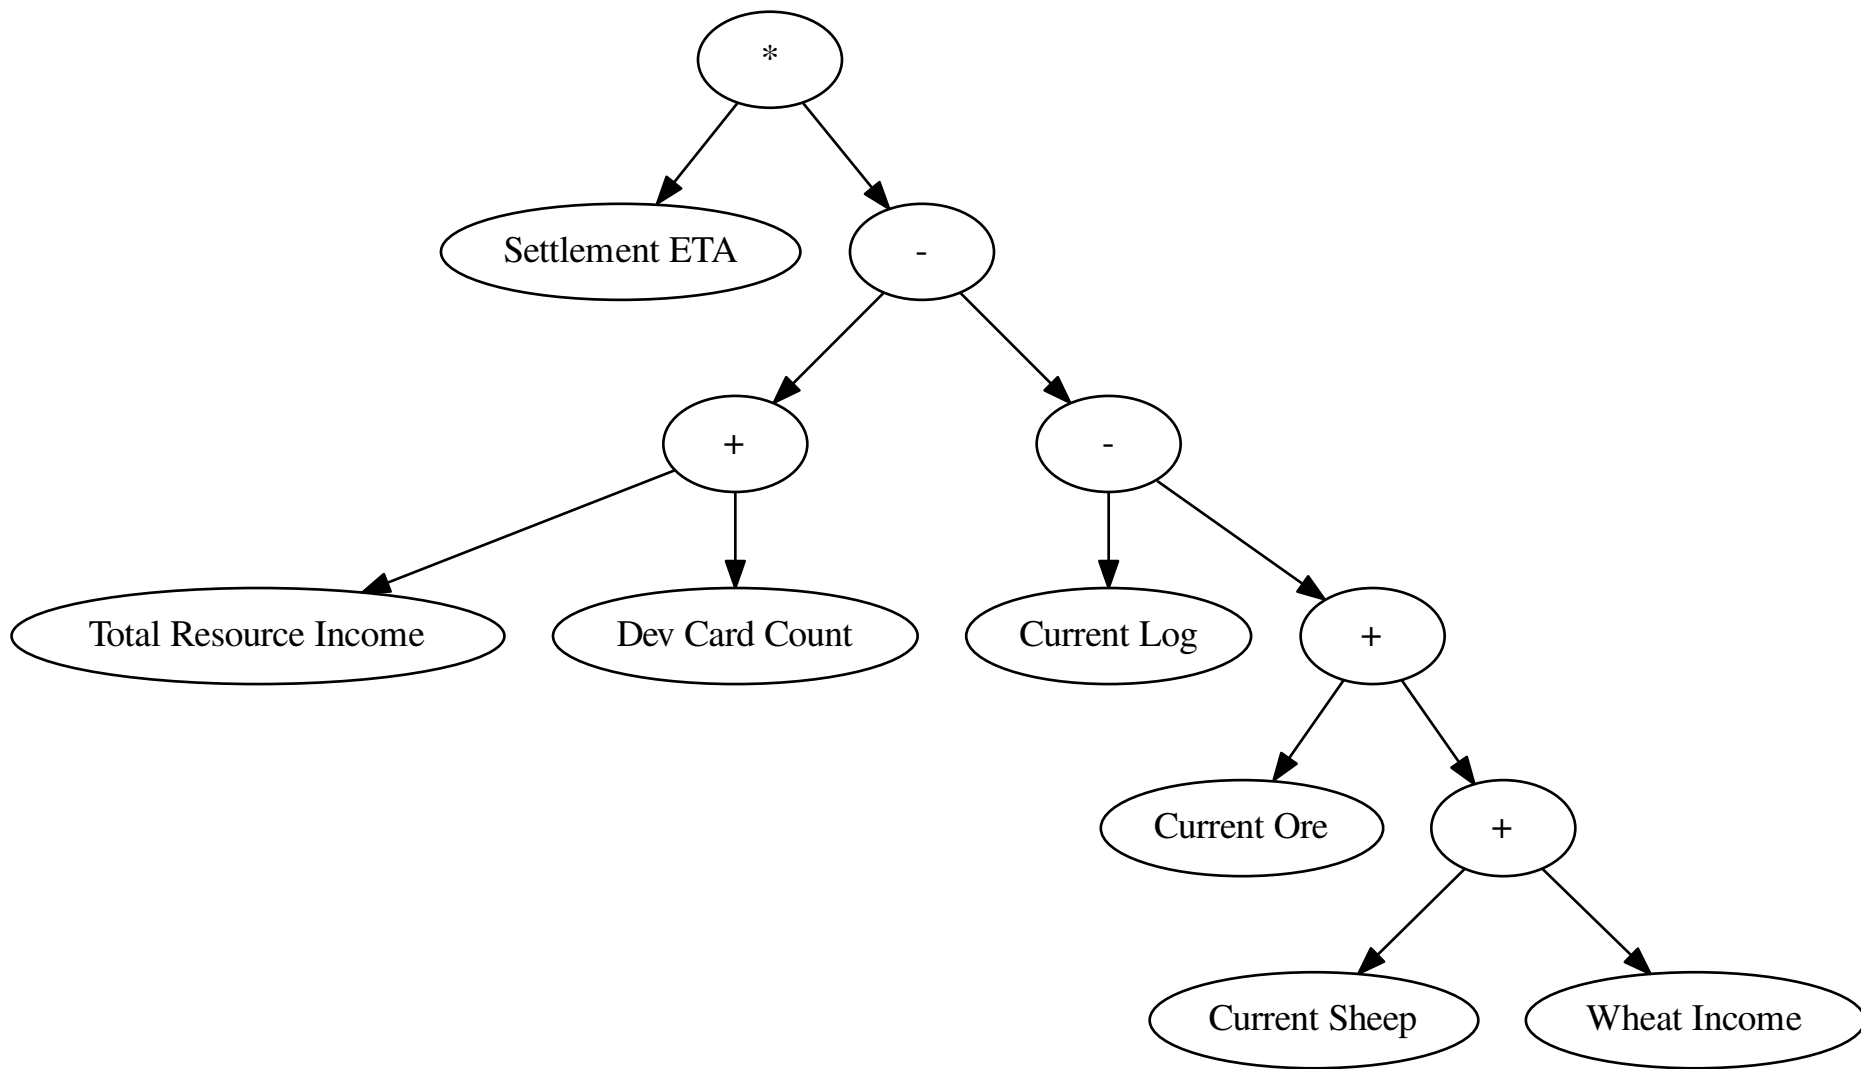 *
Settlement ETA
-
+
-
Total Resource Income
Dev Card Count
Current Log
+
Current Ore
+
Current Sheep
Wheat Income